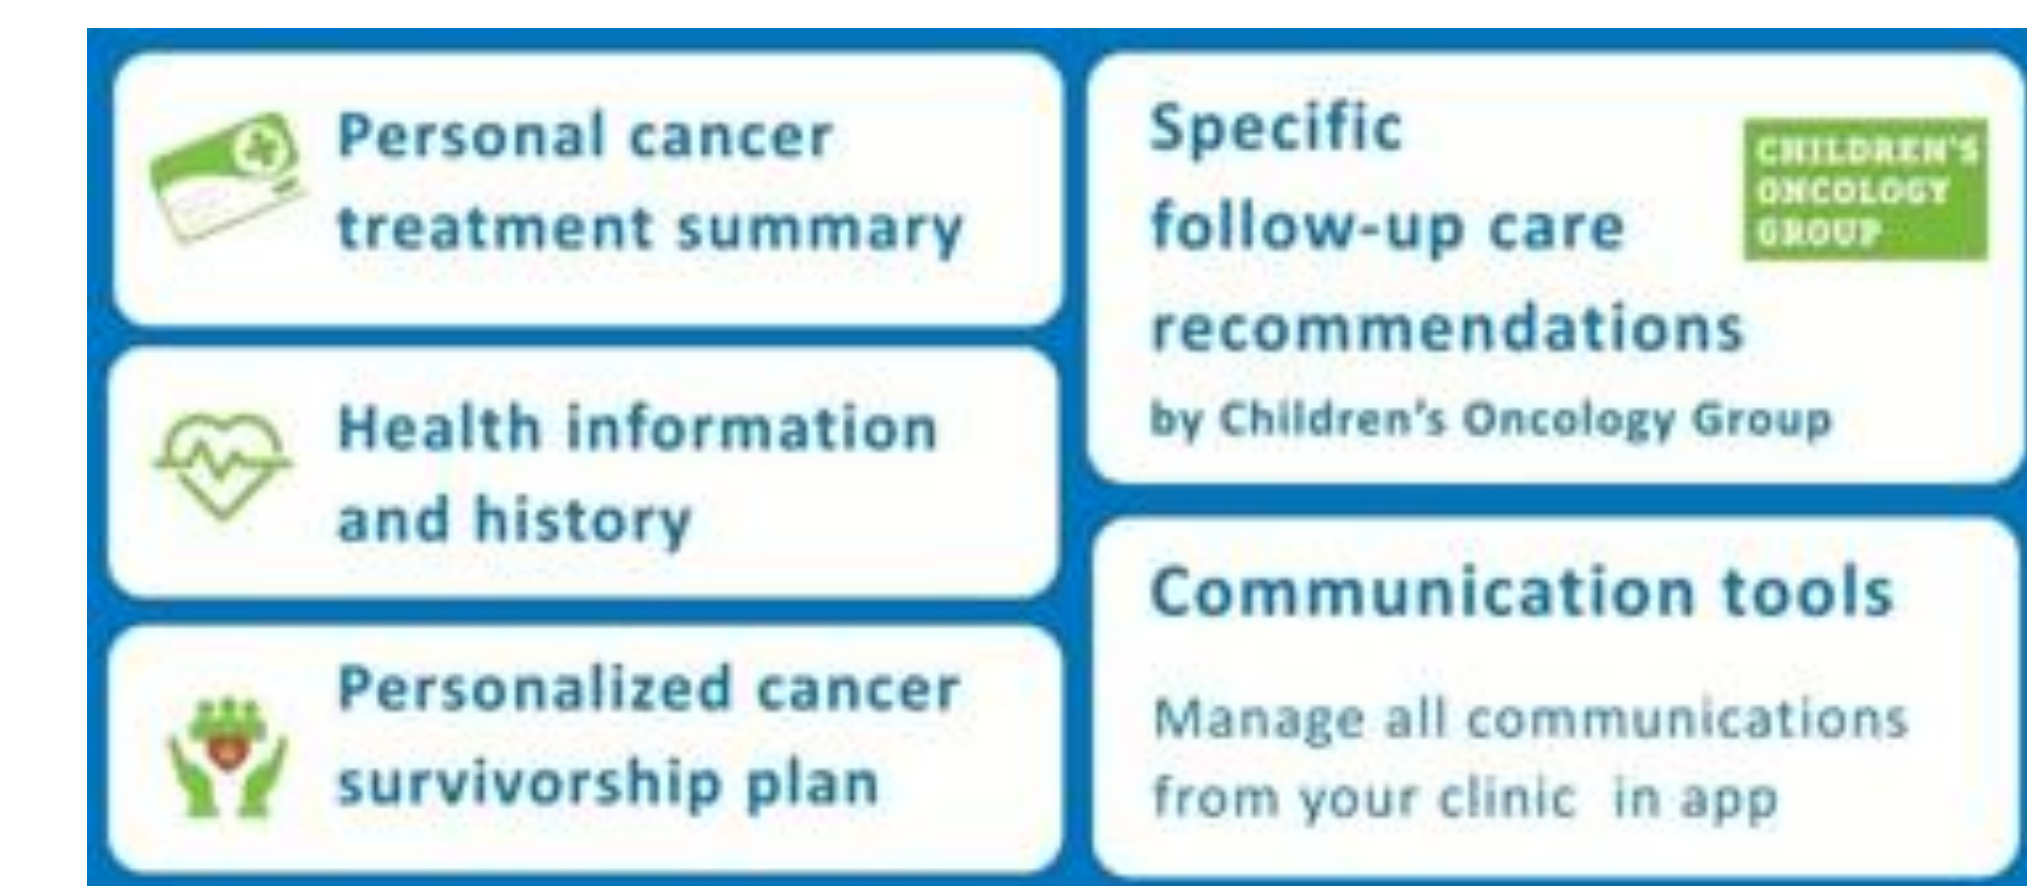 Personal cancer
treatment summary
Health information
and history
Personalized cancer
survivorship plan
Specific
follow-up care
recommendations
by Children's Oncology Group
CHILDREN'S
ONCOLOGY
GROUP
Communication tools
Manage all communications
from your clinic in app